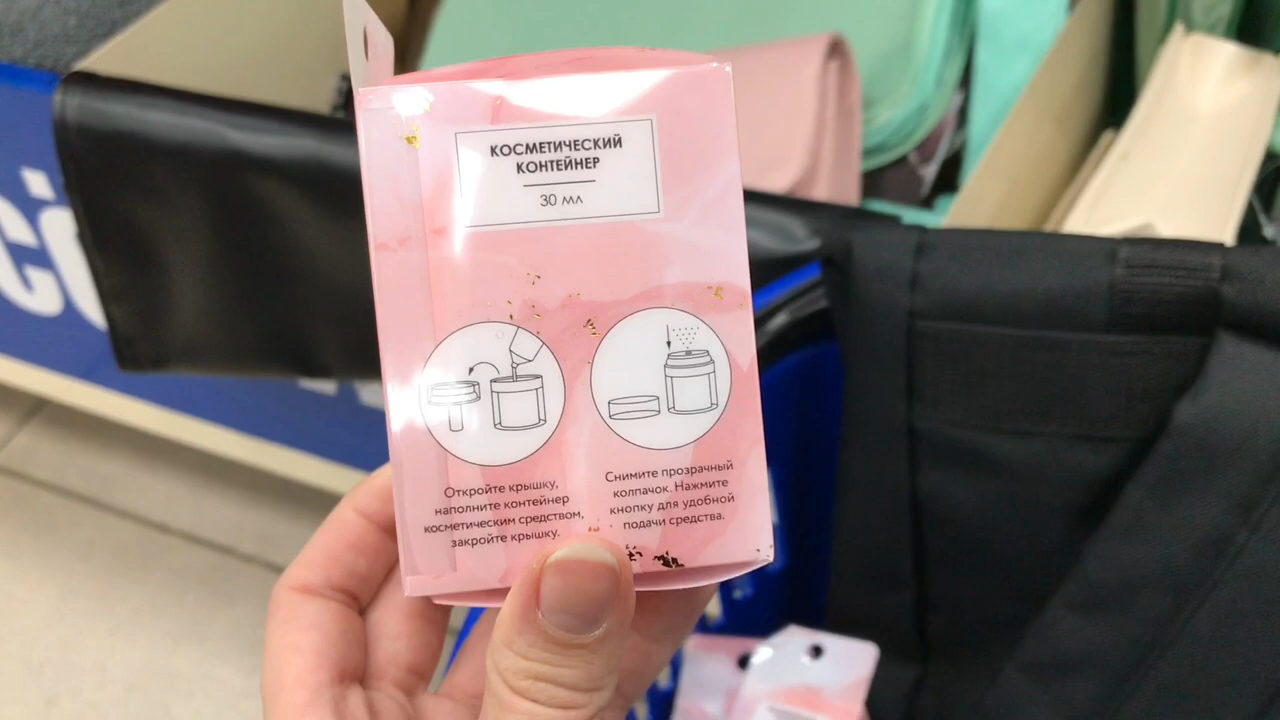 КОСМЕТИЧЕСКИЙ
КОНТЕЙНЕР
30 мл
Откройте крышку,
наполните контейнер
косметическим средством,
закройте крышку.
Снимите прозрачный
колпачок. Нажмите
кнопку для удобной
подачи средства.